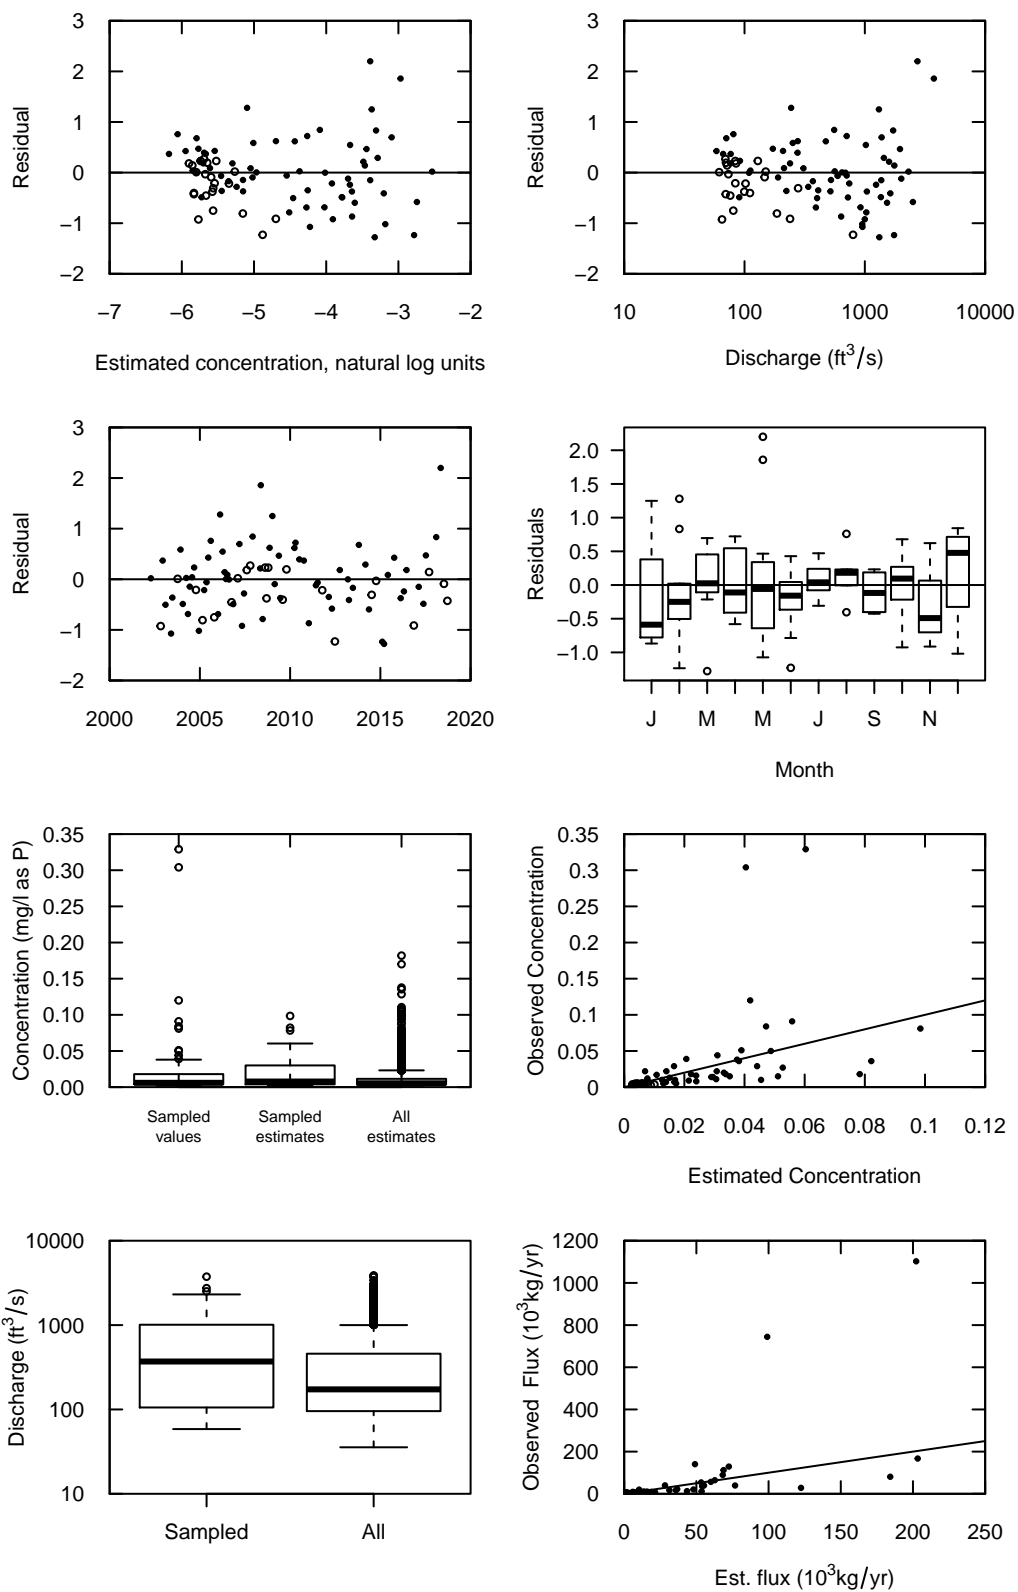 3
2
1
0
−1
−2
Residual
−7 −6 −5 −4 −3 −2
Estimated concentration, natural log units
3
2
1
0
−1
−2
Residual
10 100 1000 10000
Discharge (ft3/s)
3
2
1
0
−1
−2
Residual
2000 2005 2010 2015 2020
2.0
1.5
1.0
0.5
0.0
−0.5
−1.0
Residuals
J M M J S N
Month
0.35
0.30
0.25
0.20
0.15
0.10
0.05
0.00
Concentration (mg/l as P)
Sampled Sampled All
values estimates estimates
0.35
0.3
0.25
0.2
0.15
0.1
0.05
0
Observed Concentration
0 0.02 0.04 0.06 0.08 0.1 0.12
Estimated Concentration
10000
1000
100
10
Discharge (ft3/s)
Sampled All
1200
1000
800
600
400
200
0
Observed Flux (103kg/yr)
0 50 100 150 200 250
Est. flux (103kg/yr)